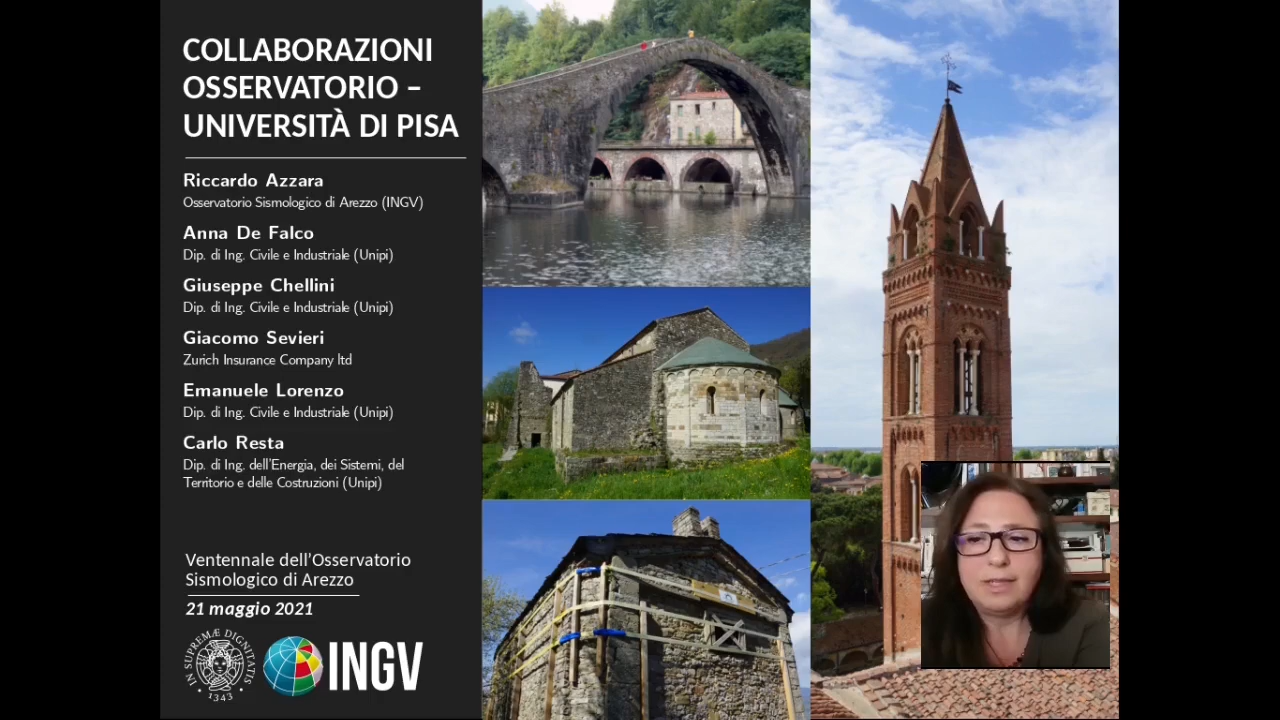 COLLABORAZIONI
OSSERVATORIO –
UNIVERSITÀ DI PISA
Riccardo Azzara
Osservatorio Sismologico di Arezzo (INGV)
Anna De Falco
Dip. di Ing. Civile e Industriale (Unipi)
Giuseppe Chellini
Dip. di Ing. Civile e Industriale (Unipi)
Giacomo Sevieri
Zurich Insurance Company ltd
Emanuele Lorenzo
Dip. di Ing. Civile e Industriale (Unipi)
Carlo Resta
Dip. di Ing. dell'Energia, dei Sistemi, del
Territorio e delle Costruzioni (Unipi)
Ventennale dell'Osservatorio
Sismologico di Arezzo
21 maggio 2021
IN SUPREMÆ DIGNITATIS
1343
INGV